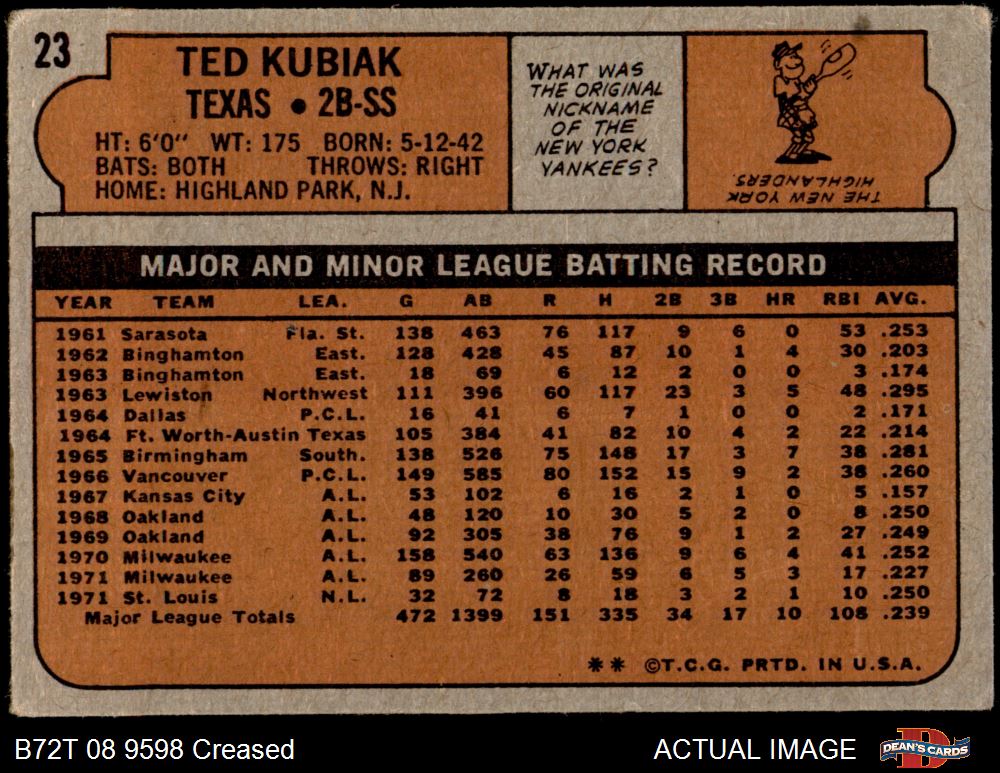 23
TED KUBIAK
TEXAS • 2B-SS
HT: 6'0" WT: 175 BORN: 5-12-42
BATS: BOTH THROWS: RIGHT
HOME: HIGHLAND PARK, N.J.
WHAT WAS
THE ORIGINAL
NICKNAME
OF THE
NEW YORK
YANKEES?
THE NEW YORK
HIGHLANDERS.
MAJOR AND MINOR LEAGUE BATTING RECORD
YEAR TEAM LEA. G AB R H 2B 3B HR RBI AVG.
1961 Sarasota Fla. St. 138 463 76 117 9 6 0 53 .253
1962 Binghamton East. 128 428 45 87 10 1 4 30 .203
1963 Binghamton East. 18 69 6 12 2 0 0 3 .174
1963 Lewiston Northwest 111 396 60 117 23 3 5 48 .295
1964 Dallas P.C.L. 16 41 6 7 1 0 0 2 .171
1964 Ft. Worth-Austin Texas 105 384 41 82 10 4 2 22 .214
1965 Birmingham South. 138 526 75 148 17 3 7 38 .281
1966 Vancouver P.C.L. 149 585 80 152 15 9 2 38 .260
1967 Kansas City A.L. 53 102 6 16 2 1 0 5 .157
1968 Oakland A.L. 48 120 10 30 5 2 0 8 .250
1969 Oakland A.L. 92 305 38 76 9 1 2 27 .249
1970 Milwaukee A.L. 158 540 63 136 9 6 4 41 .252
1971 Milwaukee A.L. 89 260 26 59 6 5 3 17 .227
1971 St. Louis N.L. 32 72 8 18 3 2 1 10 .250
Major League Totals 472 1399 151 335 34 17 10 108 .239
** ©T.C.G. PRTD. IN U.S.A.
B72T 08 9598 Creased
ACTUAL IMAGE
DEAN'S CARDS